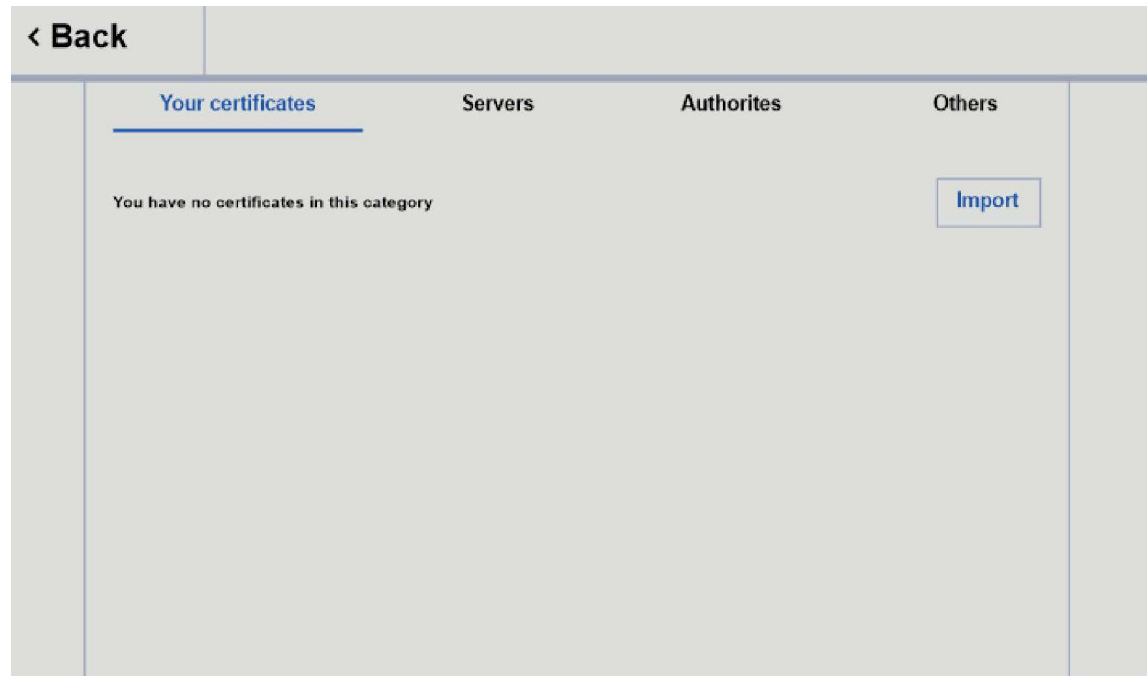 < Back
Your certificates Servers Authorites Others
You have no certificates in this category Import